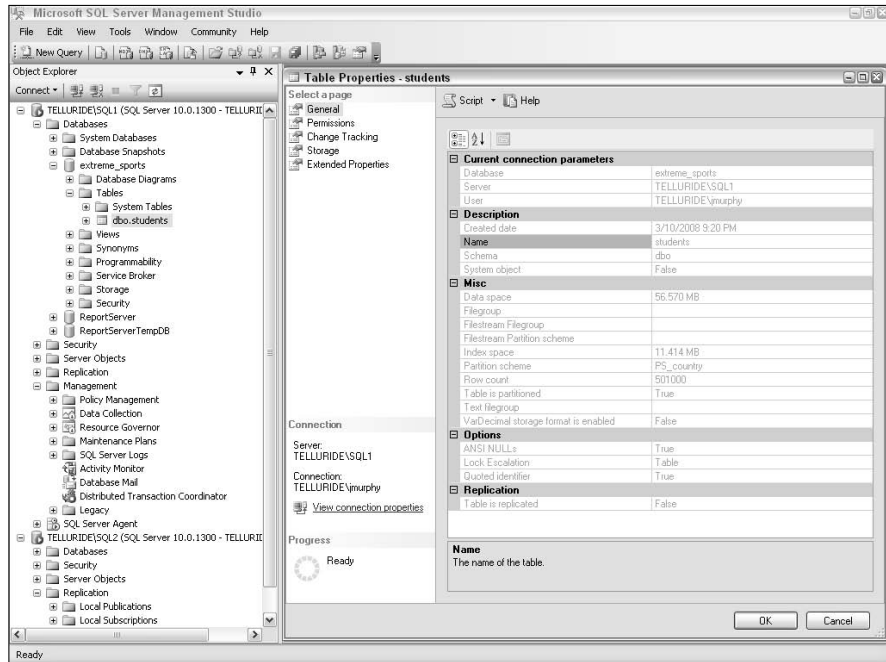 Microsoft SQL Server Management Studio
File Edit View Tools Window Community Help
New Query
Object Explorer
Connect
TELLURIDE\SQL1 (SQL Server 10.0.1300 - TELLURID
Databases
System Databases
Database Snapshots
extreme_sports
Database Diagrams
Tables
System Tables
dbo.students
Views
Synonyms
Programmability
Service Broker
Storage
Security
ReportServer
ReportServerTempDB
Security
Server Objects
Replication
Management
Policy Management
Data Collection
Resource Governor
Maintenance Plans
SQL Server Logs
Activity Monitor
Database Mail
Distributed Transaction Coordinator
Legacy
SQL Server Agent
TELLURIDE\SQL2 (SQL Server 10.0.1300 - TELLURID
Databases
Security
Server Objects
Replication
Local Publications
Local Subscriptions
Table Properties - students
Select a page
General
Permissions
Change Tracking
Storage
Extended Properties
Connection
Server:
TELLURIDE\SQL1
Connection:
TELLURIDE\jmurphy
View connection properties
Progress
Ready
Script Help
Current connection parameters
Database extreme_sports
Server TELLURIDE\SQL1
User TELLURIDE\jmurphy
Description
Created date 3/10/2008 9:20 PM
Name students
Schema dbo
System object False
Misc
Data space 56.570 MB
Filegroup
Filestream Filegroup
Filestream Partition scheme
Index space 11.414 MB
Partition scheme PS_country
Row count 501000
Table is partitioned True
Text filegroup
VarDecimal storage format is enabled False
Options
ANSI NULLs True
Lock Escalation Table
Quoted identifier True
Replication
Table is replicated False
Name
The name of the table.
OK Cancel
Ready